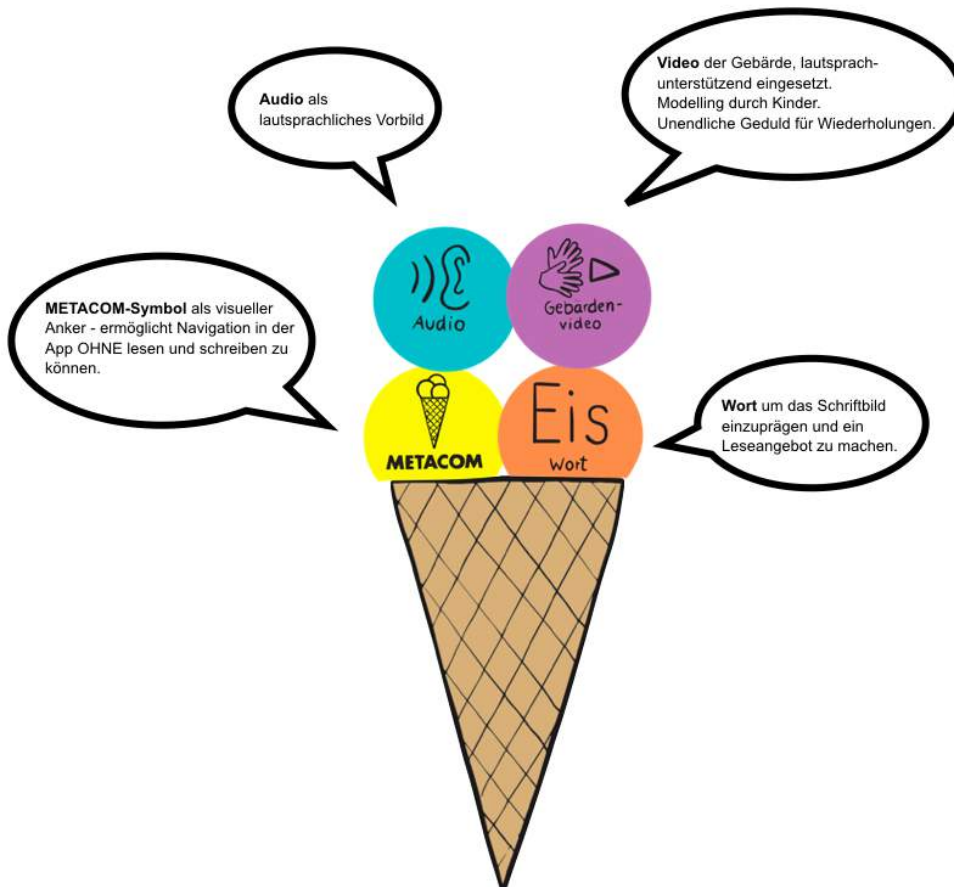 Audio als
lautsprachliches Vorbild
Video der Gebärde, lautsprach-
unterstützend eingesetzt.
Modelling durch Kinder.
Unendliche Geduld für Wiederholungen.
Audio
Gebärden-
video
METACOM-Symbol als visueller
Anker - ermöglicht Navigation in der
App OHNE lesen und schreiben zu
können.
METACOM
Eis
Wort
Wort um das Schriftbild
einzuprägen und ein
Leseangebot zu machen.